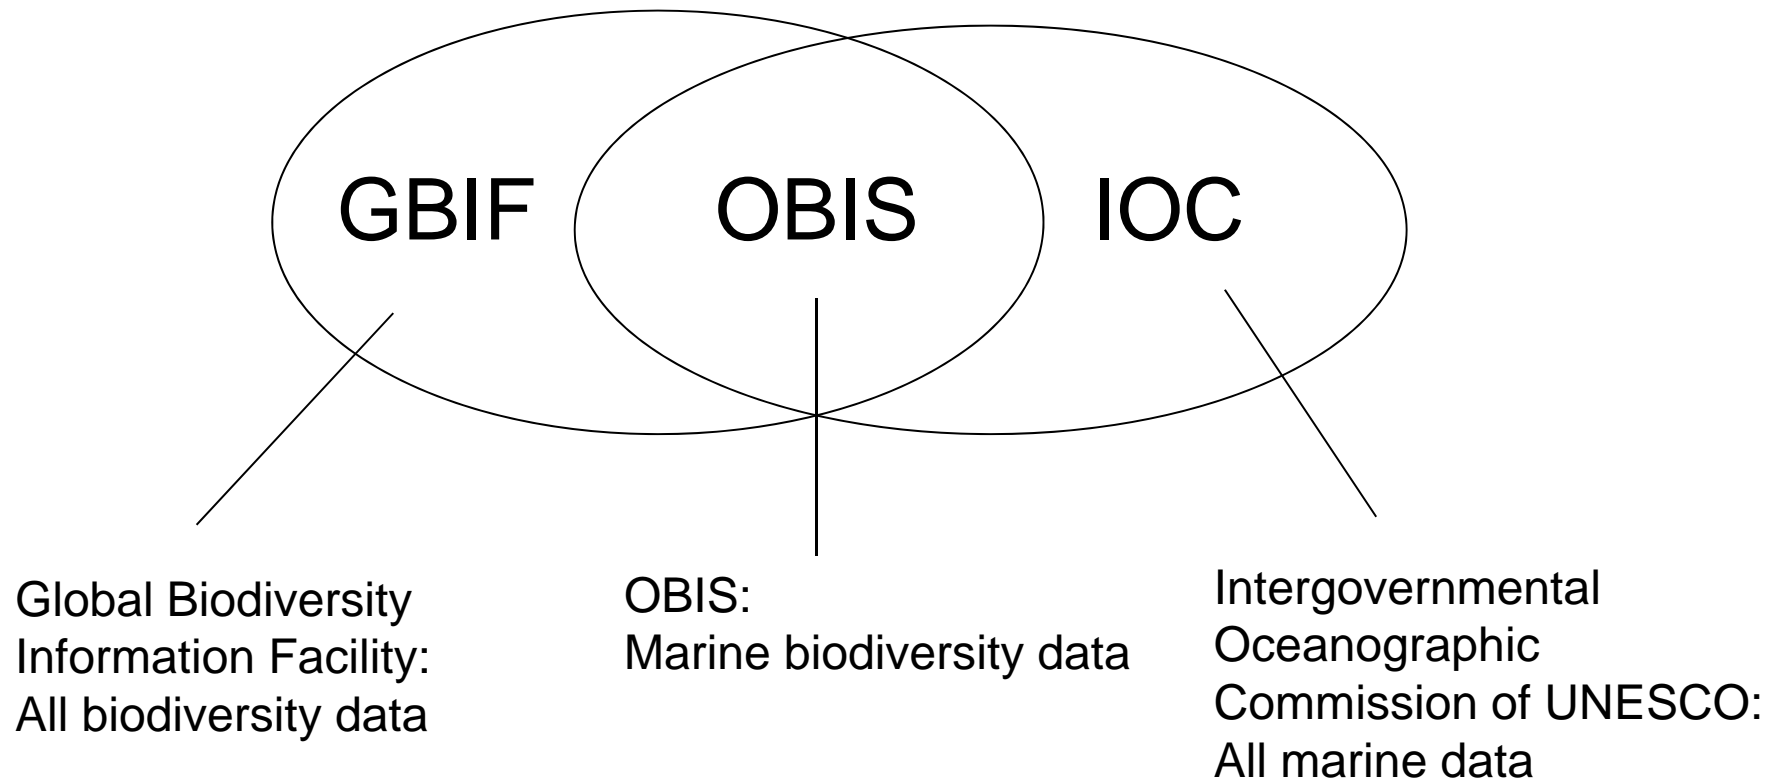 GBIF
OBIS
IOC
Global Biodiversity
Information Facility:
All biodiversity data
OBIS:
Marine biodiversity data
Intergovernmental
Oceanographic
Commission of UNESCO:
All marine data